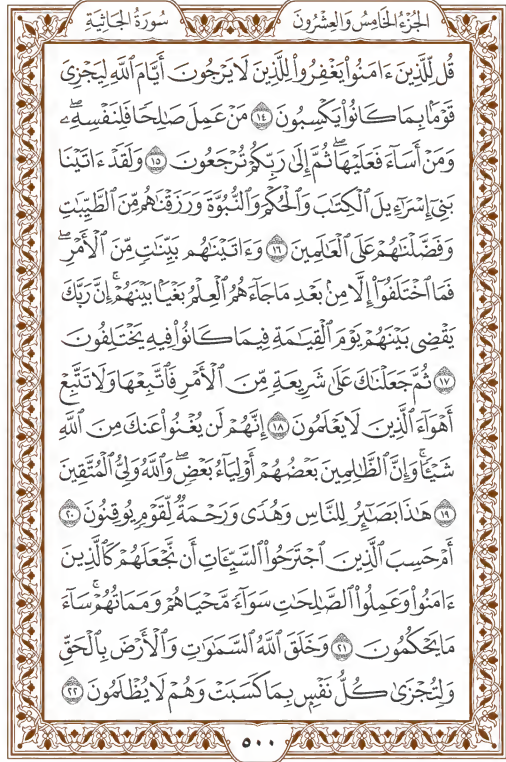 الجُزْءُ الخَامِسُ وَالعِشْرُونَ سُورَةُ الجَاثِيَةِ
قُل لِّلَّذِينَ ءَامَنُواْ يَغْفِرُواْ لِلَّذِينَ لَا يَرْجُونَ أَيَّامَ ٱللَّهِ لِيَجْزِيَ
قَوْمَۢا بِمَا كَانُواْ يَكْسِبُونَ ١٤ مَنْ عَمِلَ صَٰلِحٗا فَلِنَفْسِهِۦۖ
وَمَنْ أَسَآءَ فَعَلَيْهَاۖ ثُمَّ إِلَىٰ رَبِّكُمْ تُرْجَعُونَ ١٥ وَلَقَدْ ءَاتَيْنَا
بَنِيٓ إِسْرَٰٓءِيلَ ٱلْكِتَٰبَ وَٱلْحُكْمَ وَٱلنُّبُوَّةَ وَرَزَقْنَٰهُم مِّنَ ٱلطَّيِّبَٰتِ
وَفَضَّلْنَٰهُمْ عَلَى ٱلْعَٰلَمِينَ ١٦ وَءَاتَيْنَٰهُم بَيِّنَٰتٖ مِّنَ ٱلْأَمْرِۖ
فَمَا ٱخْتَلَفُوٓاْ إِلَّا مِنۢ بَعْدِ مَا جَآءَهُمُ ٱلْعِلْمُ بَغْيَۢا بَيْنَهُمْۚ إِنَّ رَبَّكَ
يَقْضِي بَيْنَهُمْ يَوْمَ ٱلْقِيَٰمَةِ فِيمَا كَانُواْ فِيهِ يَخْتَلِفُونَ
١٧ ثُمَّ جَعَلْنَٰكَ عَلَىٰ شَرِيعَةٖ مِّنَ ٱلْأَمْرِ فَٱتَّبِعْهَا وَلَا تَتَّبِعْ
أَهْوَآءَ ٱلَّذِينَ لَا يَعْلَمُونَ ١٨ إِنَّهُمْ لَن يُغْنُواْ عَنكَ مِنَ ٱللَّهِ
شَيْـٔٗاۚ وَإِنَّ ٱلظَّٰلِمِينَ بَعْضُهُمْ أَوْلِيَآءُ بَعْضٖۖ وَٱللَّهُ وَلِيُّ ٱلْمُتَّقِينَ
١٩ هَٰذَا بَصَٰٓئِرُ لِلنَّاسِ وَهُدٗى وَرَحْمَةٞ لِّقَوْمٖ يُوقِنُونَ ٢٠
أَمْ حَسِبَ ٱلَّذِينَ ٱجْتَرَحُواْ ٱلسَّيِّـَٔاتِ أَن نَّجْعَلَهُمْ كَٱلَّذِينَ
ءَامَنُواْ وَعَمِلُواْ ٱلصَّٰلِحَٰتِ سَوَآءٗ مَّحْيَاهُمْ وَمَمَاتُهُمْۚ سَآءَ
مَا يَحْكُمُونَ ٢١ وَخَلَقَ ٱللَّهُ ٱلسَّمَٰوَٰتِ وَٱلْأَرْضَ بِٱلْحَقِّ
وَلِتُجْزَىٰ كُلُّ نَفْسِۭ بِمَا كَسَبَتْ وَهُمْ لَا يُظْلَمُونَ ٢٢
٥٠٠